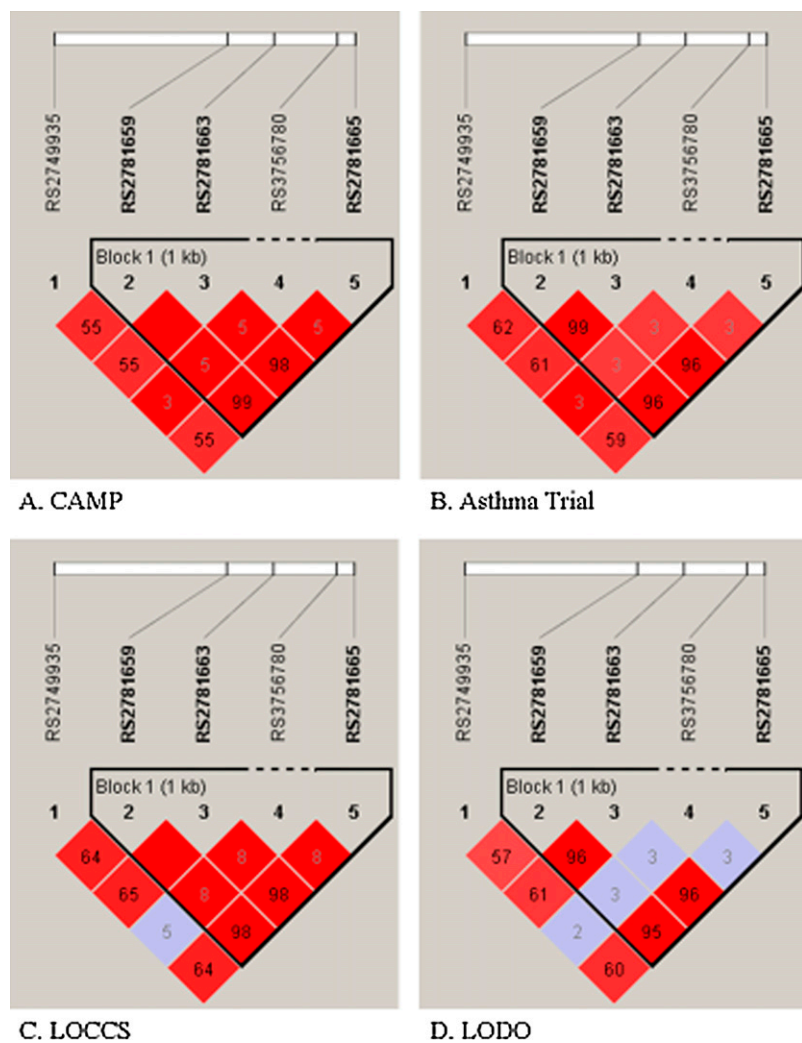 RS2749935
RS2781659
RS2781663
RS3756780
RS2781665
Block 1 (1 kb)
1 2 3 4 5
55 5 5
55 5 98
3 99
55
A. CAMP
RS2749935
RS2781659
RS2781663
RS3756780
RS2781665
Block 1 (1 kb)
1 2 3 4 5
62 99 3 3
61 3 96
3 96
59
B. Asthma Trial
RS2749935
RS2781659
RS2781663
RS3756780
RS2781665
Block 1 (1 kb)
1 2 3 4 5
64 8 8
65 8 98
5 98
64
C. LOCCS
RS2749935
RS2781659
RS2781663
RS3756780
RS2781665
Block 1 (1 kb)
1 2 3 4 5
57 96 3 3
61 3 96
2 95
60
D. LODO